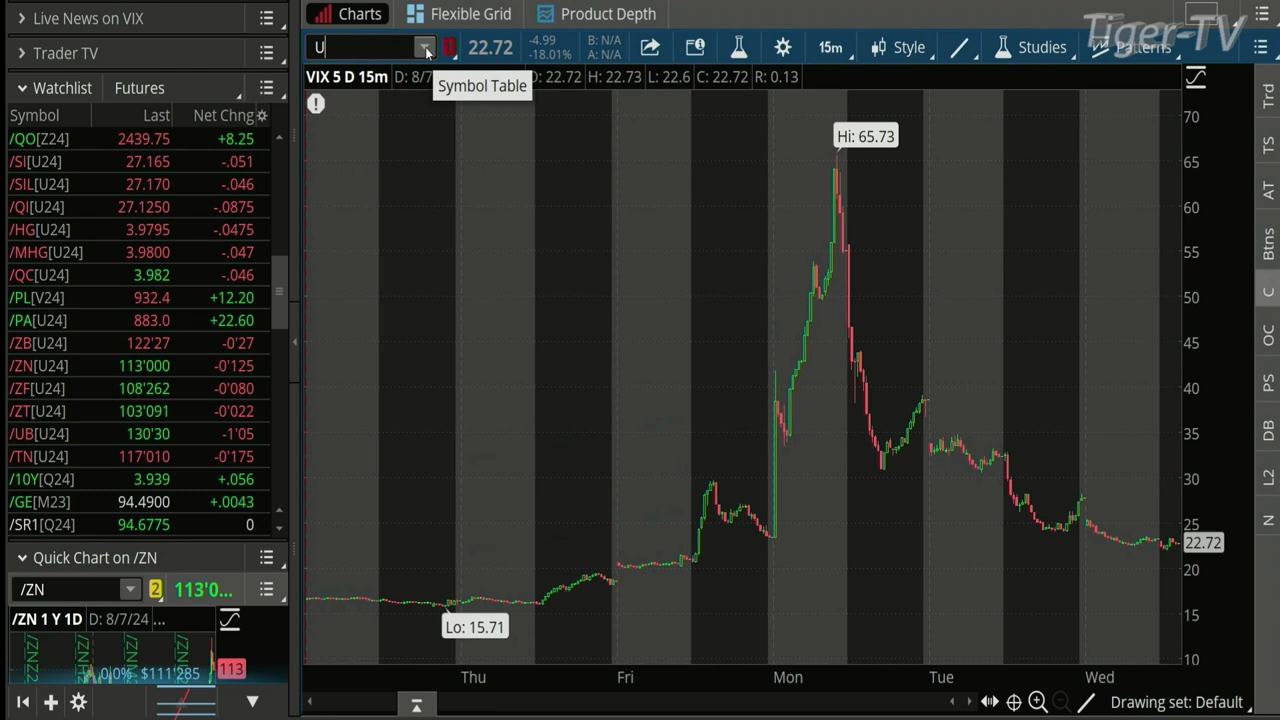 Live News on VIX
Trader TV
Watchlist Futures
Symbol Last Net Chng
/QO[Z24] 2439.75 +8.25
/SI[U24] 27.165 -.051
/SIL[U24] 27.170 -.046
/QI[U24] 27.1250 -.0875
/HG[U24] 3.9795 -.0475
/MHG[U24] 3.9800 -.047
/QC[U24] 3.982 -.046
/PL[V24] 932.4 +12.20
/PA[U24] 883.0 +22.60
/ZB[U24] 122'27 -0'27
/ZN[U24] 113'000 -0'125
/ZF[U24] 108'262 -0'080
/ZT[U24] 103'091 -0'022
/UB[U24] 130'30 -1'05
/TN[U24] 117'010 -0'175
/10Y[Q24] 3.939 +.056
/GE[M23] 94.4900 +.0043
/SR1[Q24] 94.6775 0
Quick Chart on /ZN
/ZN 2 113'0...
/ZN 1 Y 1D D: 8/7/24 ...
0|0% $111'285 113
Charts Flexible Grid Product Depth
Tiger-TV
U 1 22.72 -4.99 -18.01% B: N/A A: N/A 15m Style Studies Patterns
Symbol Table
VIX 5 D 15m D: 8/7 O: 22.72 H: 22.73 L: 22.6 C: 22.72 R: 0.13
Hi: 65.73
Lo: 15.71
70
65
60
55
50
45
40
35
30
25
22.72
20
15
10
Thu Fri Mon Tue Wed
Drawing set: Default
Trd
TS
AT
Btns
C
OC
PS
DB
L2
N